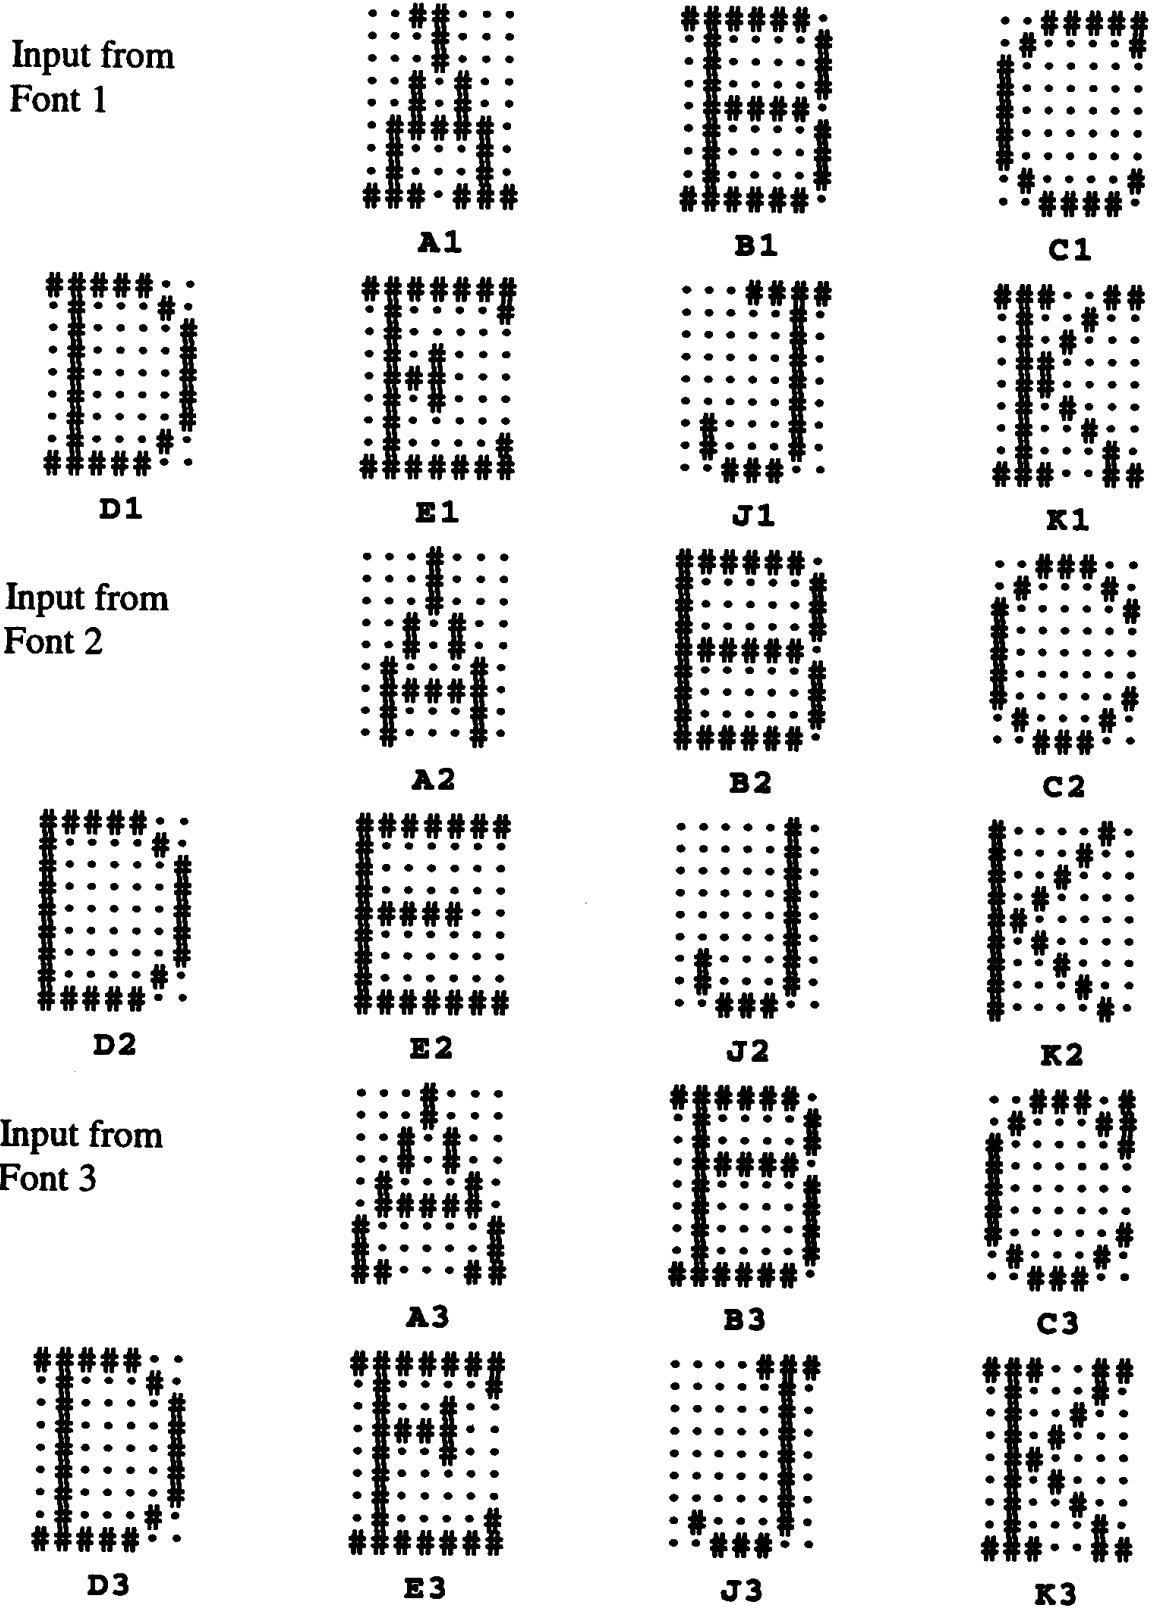 Input from
Font 1
A1 B1 C1
D1 E1 J1 K1
Input from
Font 2
A2 B2 C2
D2 E2 J2 K2
Input from
Font 3
A3 B3 C3
D3 E3 J3 K3